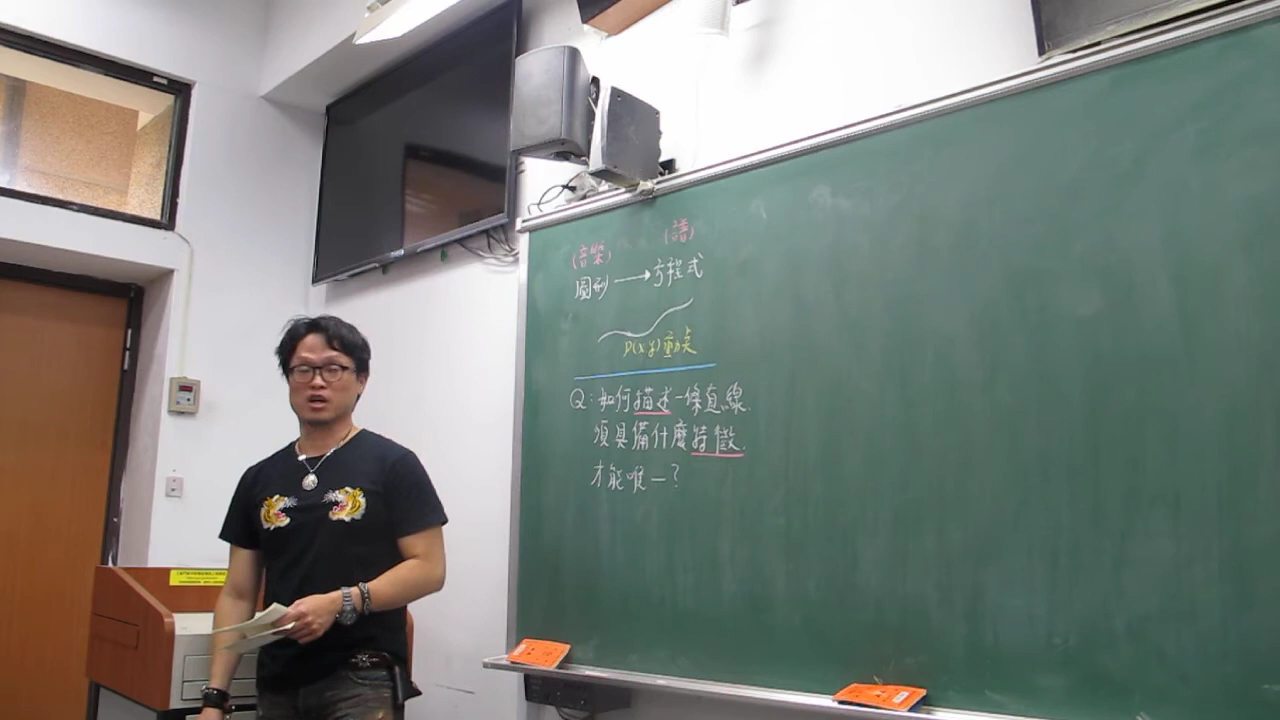 (音樂) (譜)
圖形 → 方程式
P(x,y) 動点
Q:如何描述一條直線.
須具備什麼特徵.
才能唯一?